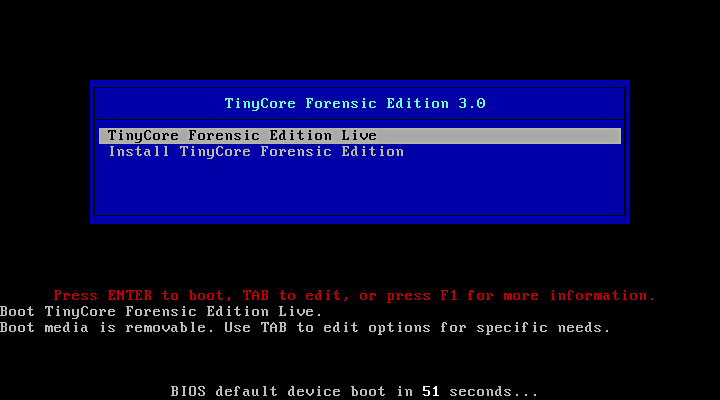 TinyCore Forensic Edition 3.0
TinyCore Forensic Edition Live
Install TinyCore Forensic Edition
Press ENTER to boot, TAB to edit, or press F1 for more information.
Boot TinyCore Forensic Edition Live.
Boot media is removable. Use TAB to edit options for specific needs.
BIOS default device boot in 51 seconds...